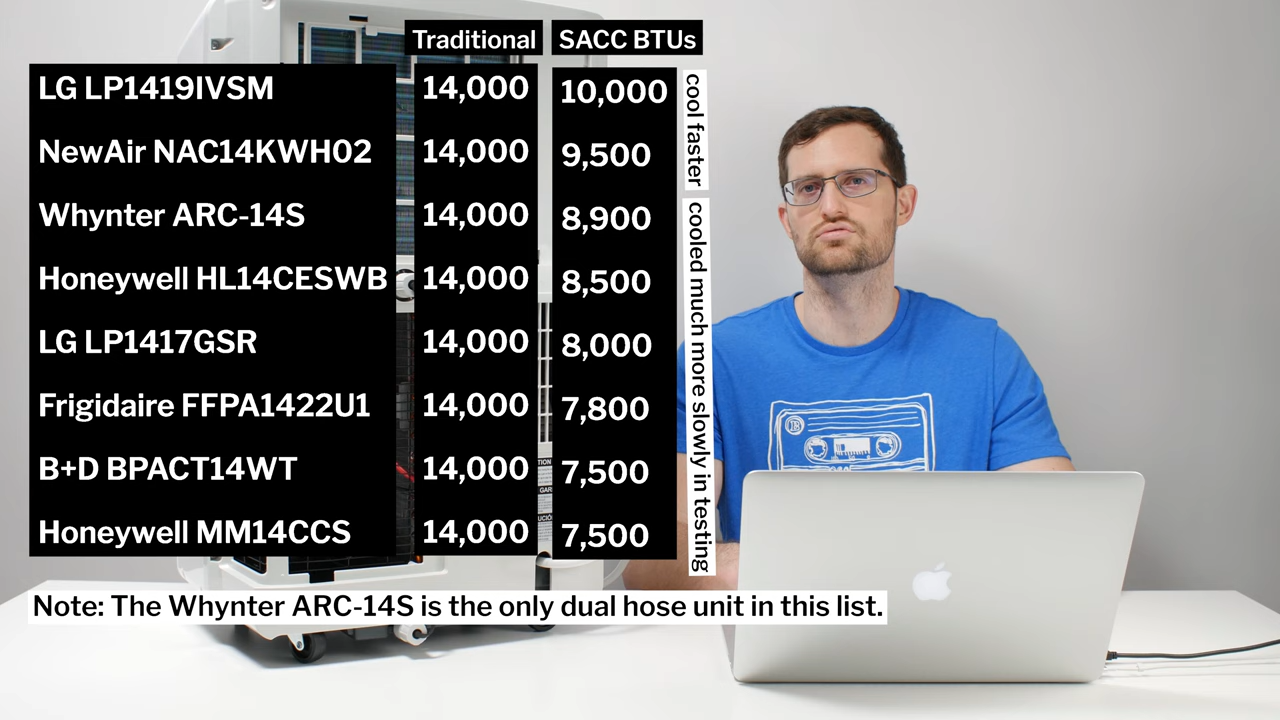 Traditional SACC BTUs
LG LP1419IVSM 14,000 10,000
NewAir NAC14KWH02 14,000 9,500
Whynter ARC-14S 14,000 8,900
Honeywell HL14CESWB 14,000 8,500
LG LP1417GSR 14,000 8,000
Frigidaire FFPA1422U1 14,000 7,800
B+D BPACT14WT 14,000 7,500
Honeywell MM14CCS 14,000 7,500
cool faster
cooled much more slowly in testing
Note: The Whynter ARC-14S is the only dual hose unit in this list.
B